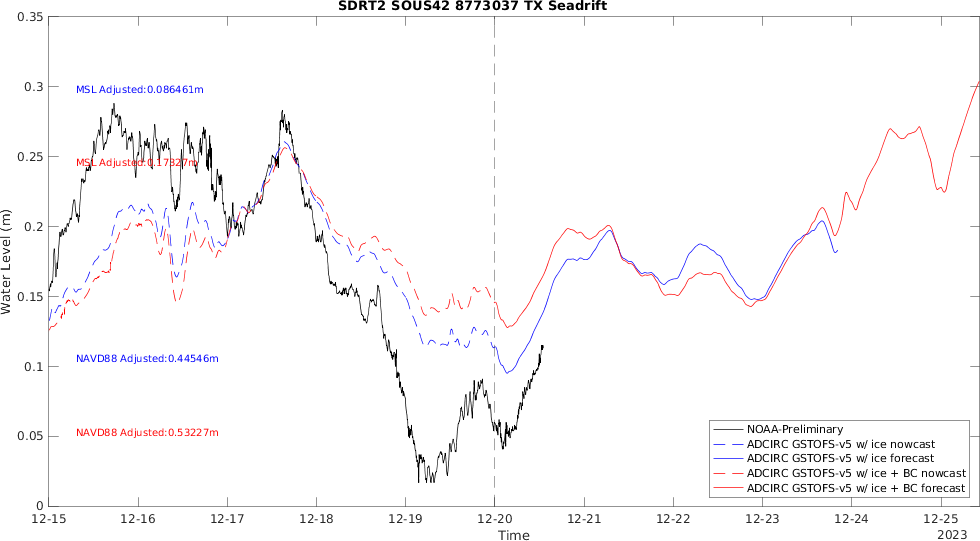 SDRT2 SOUS42 8773037 TX Seadrift
Water Level (m)
0.35
0.3
0.25
0.2
0.15
0.1
0.05
0
MSL Adjusted:0.086461m
MSL Adjusted:0.17327m
NAVD88 Adjusted:0.44546m
NAVD88 Adjusted:0.53227m
NOAA-Preliminary
ADCIRC GSTOFS-v5 w/ ice nowcast
ADCIRC GSTOFS-v5 w/ ice forecast
ADCIRC GSTOFS-v5 w/ ice + BC nowcast
ADCIRC GSTOFS-v5 w/ ice + BC forecast
12-15 12-16 12-17 12-18 12-19 12-20 12-21 12-22 12-23 12-24 12-25
Time
2023